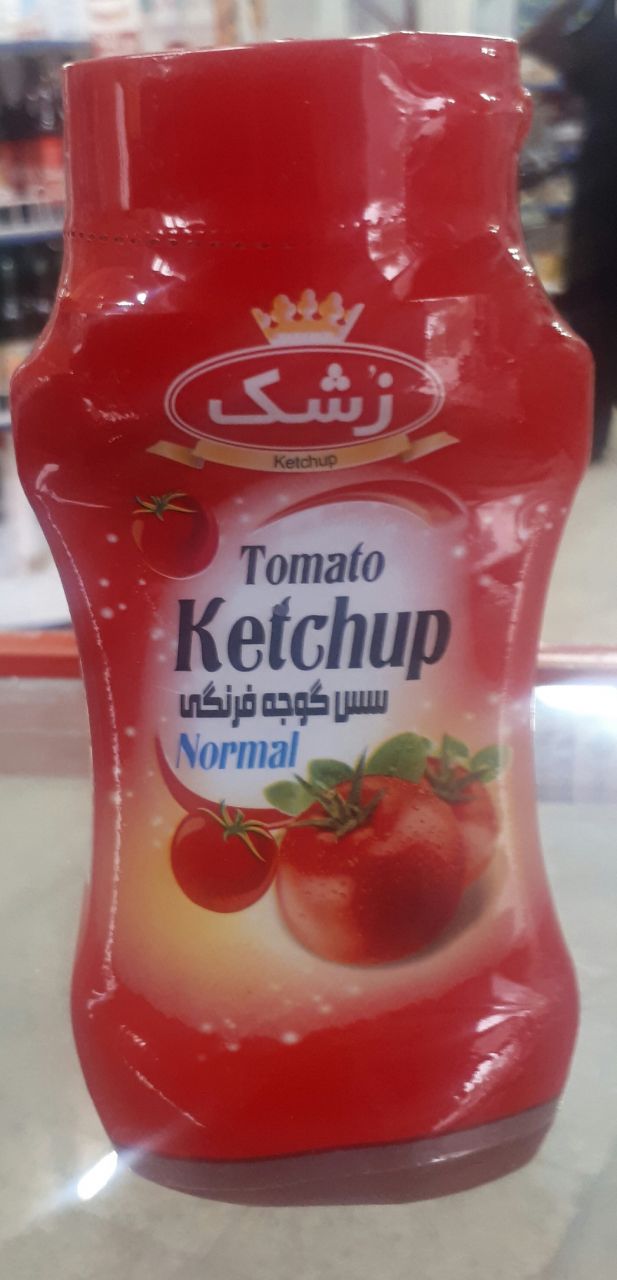 زُشک
Ketchup
Tomato
Ketchup
سس گوجه فرنگی
Normal